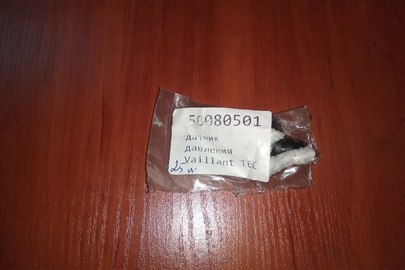 50080501
датчик
давления
Vaillant TEC